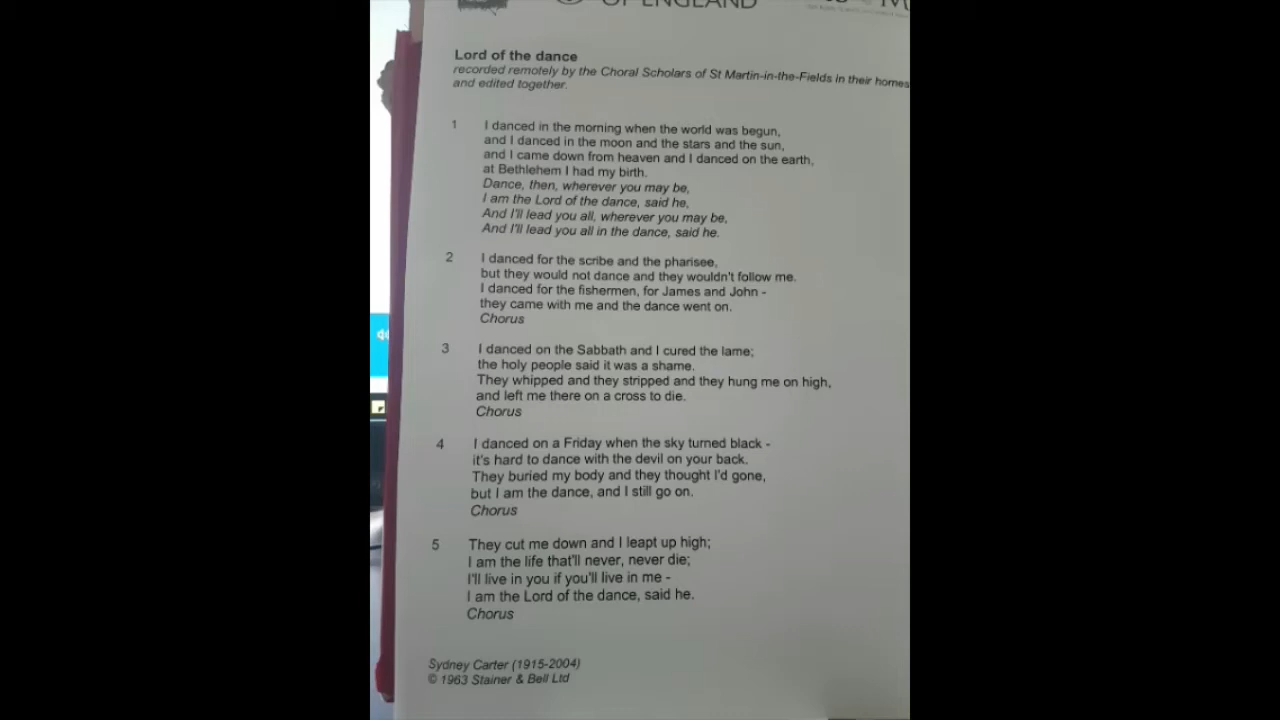 OF ENGLAND
Lord of the dance
recorded remotely by the Choral Scholars of St Martin-in-the-Fields in their homes
and edited together.
1 I danced in the morning when the world was begun,
and I danced in the moon and the stars and the sun,
and I came down from heaven and I danced on the earth,
at Bethlehem I had my birth.
Dance, then, wherever you may be,
I am the Lord of the dance, said he,
And I'll lead you all, wherever you may be,
And I'll lead you all in the dance, said he.
2 I danced for the scribe and the pharisee,
but they would not dance and they wouldn't follow me.
I danced for the fishermen, for James and John -
they came with me and the dance went on.
Chorus
3 I danced on the Sabbath and I cured the lame;
the holy people said it was a shame.
They whipped and they stripped and they hung me on high,
and left me there on a cross to die.
Chorus
4 I danced on a Friday when the sky turned black -
it's hard to dance with the devil on your back.
They buried my body and they thought I'd gone,
but I am the dance, and I still go on.
Chorus
5 They cut me down and I leapt up high;
I am the life that'll never, never die;
I'll live in you if you'll live in me -
I am the Lord of the dance, said he.
Chorus
Sydney Carter (1915-2004)
© 1963 Stainer & Bell Ltd